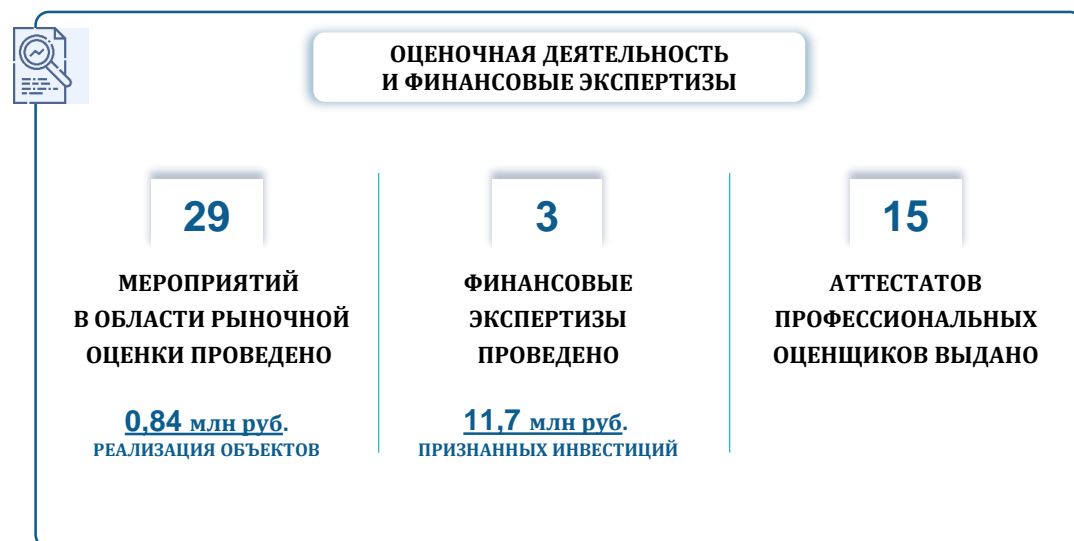 ОЦЕНОЧНАЯ ДЕЯТЕЛЬНОСТЬ
И ФИНАНСОВЫЕ ЭКСПЕРТИЗЫ
29
МЕРОПРИЯТИЙ
В ОБЛАСТИ РЫНОЧНОЙ
ОЦЕНКИ ПРОВЕДЕНО
0,84 млн руб.
РЕАЛИЗАЦИЯ ОБЪЕКТОВ
3
ФИНАНСОВЫЕ
ЭКСПЕРТИЗЫ
ПРОВЕДЕНО
11,7 млн руб.
ПРИЗНАННЫХ ИНВЕСТИЦИЙ
15
АТТЕСТАТОВ
ПРОФЕССИОНАЛЬНЫХ
ОЦЕНЩИКОВ ВЫДАНО